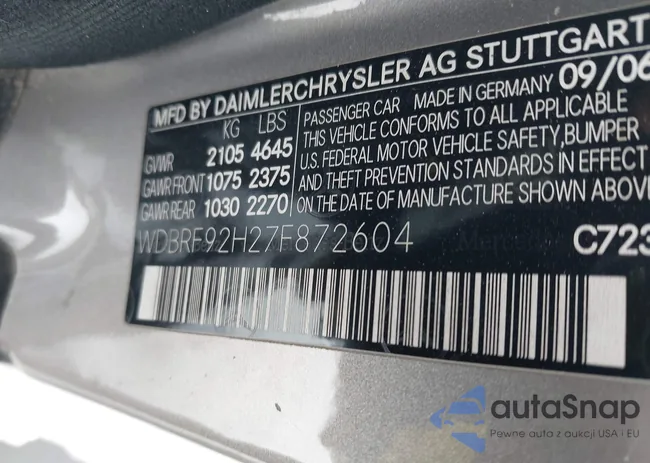 MFD BY DAIMLERCHRYSLER AG STUTTGART
KG LBS
GVWR 2105 4645
GAWR FRONT 1075 2375
GAWR REAR 1030 2270
09/06
PASSENGER CAR MADE IN GERMANY
THIS VEHICLE CONFORMS TO ALL APPLICABLE
U.S. FEDERAL MOTOR VEHICLE SAFETY, BUMPER
AND THEFT PREVENTION STANDARDS IN EFFECT
ON THE DATE OF MANUFACTURE SHOWN ABOVE
WDBRF92H27F872604
C723
autaSnap
Pewne auta z aukcji USA i EU